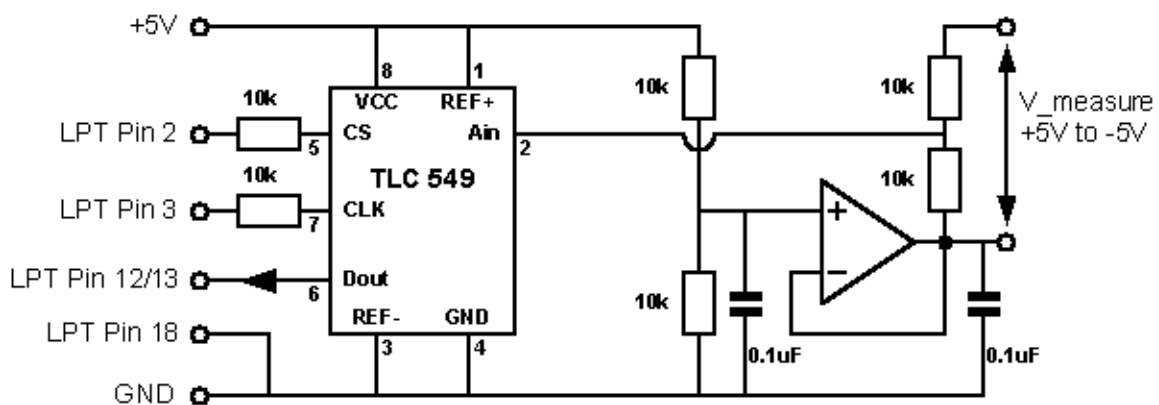 +5V
8
1
10k
VCC
REF+
10k
10k
V_measure
+5V to -5V
LPT Pin 2
5
CS
Ain
2
10k
TLC 549
10k
LPT Pin 3
7
CLK
+
LPT Pin 12/13
6
Dout
−
10k
LPT Pin 18
REF-
GND
3
4
0.1uF
0.1uF
GND